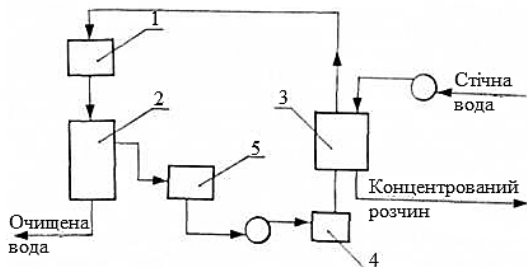 1
2
3
Стічна
вода
5
Концентрований
розчин
Очищена
вода
4